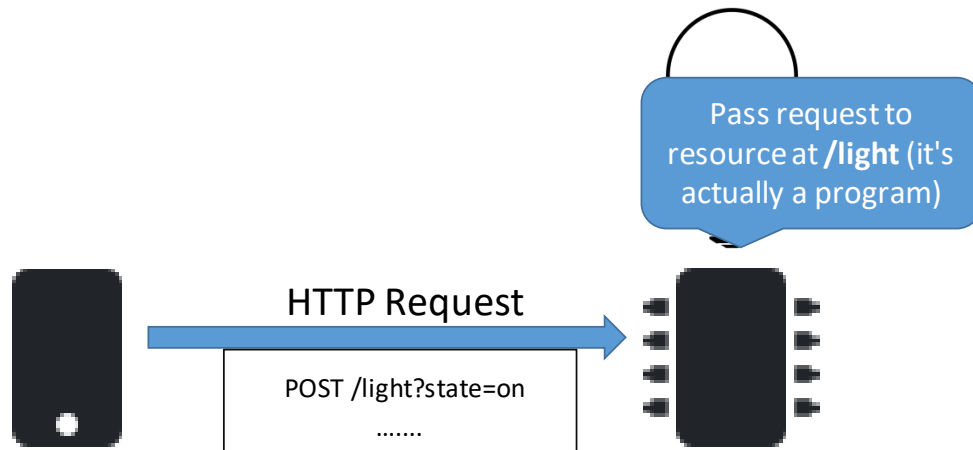 Pass request to
resource at /light (it's
actually a program)
HTTP Request
POST /light?state=on
.......